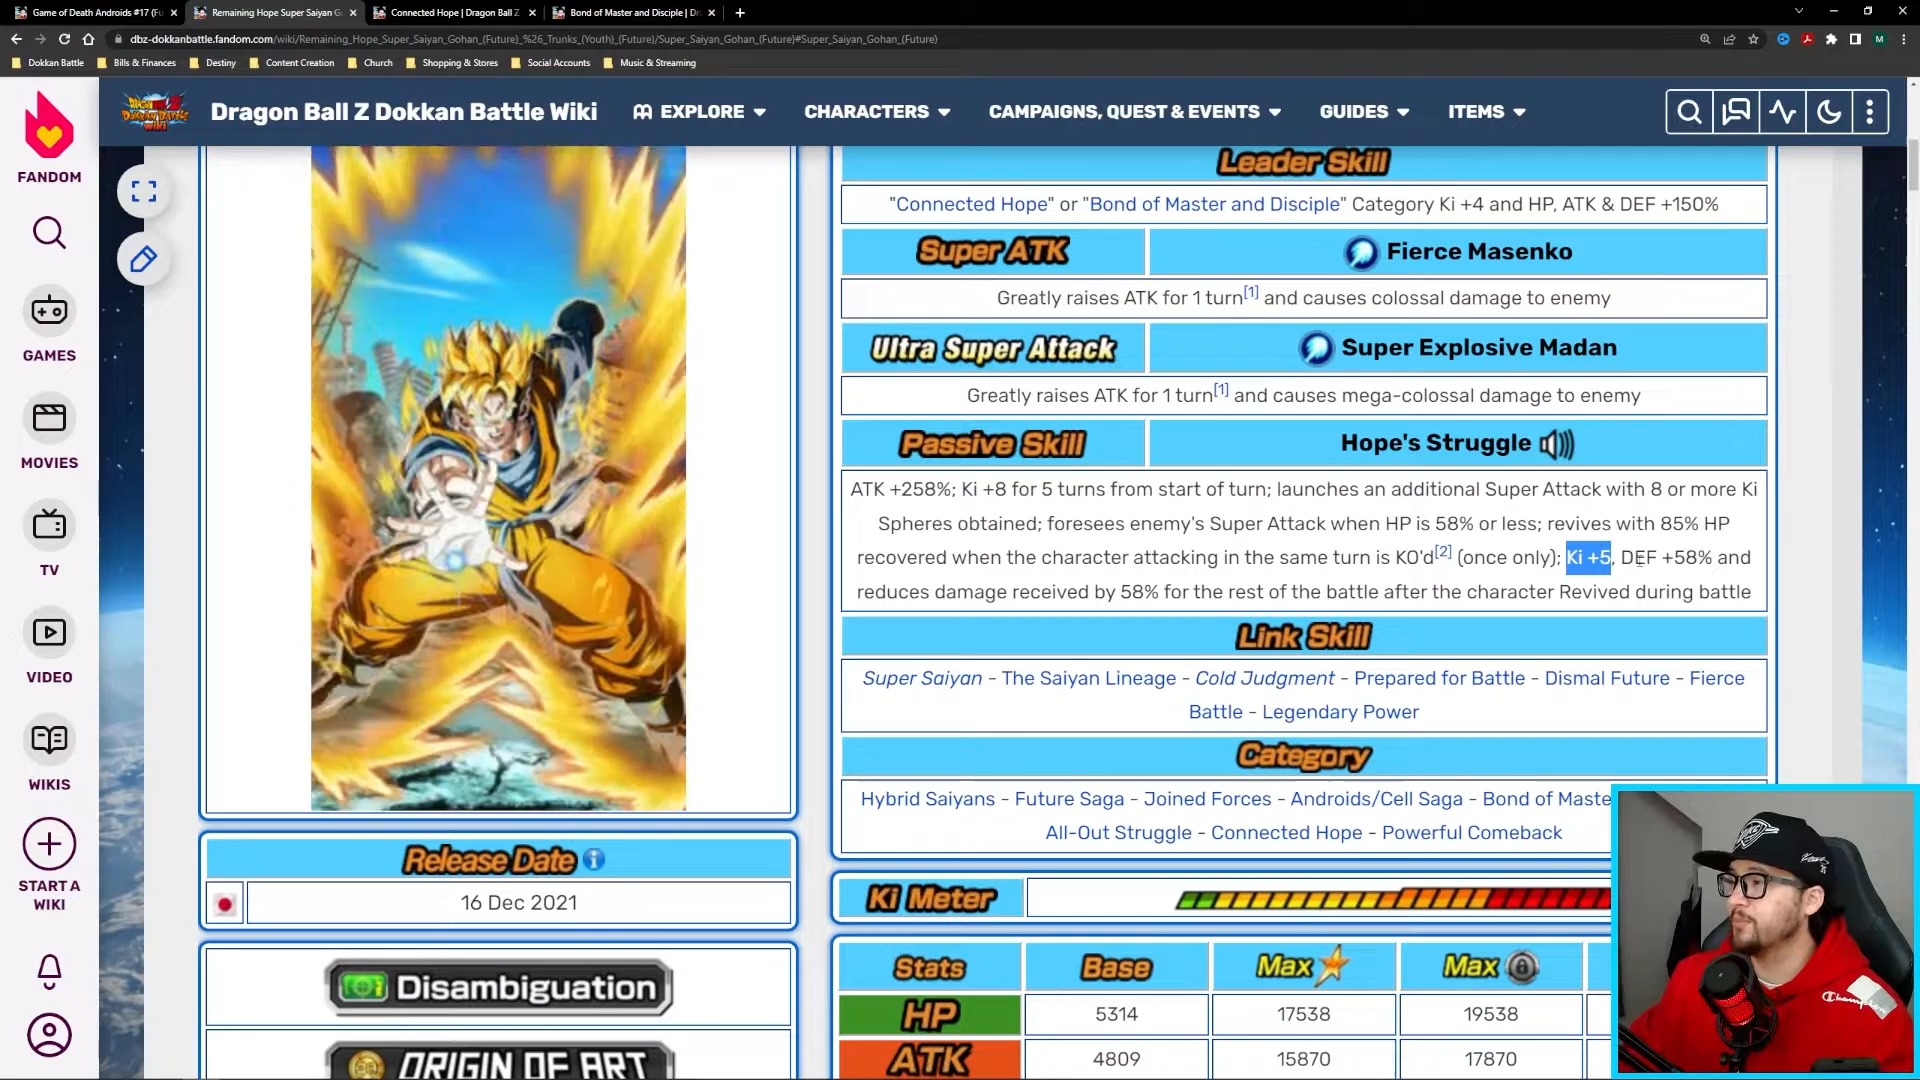 Game of Death Androids #17 (Fu
Remaining Hope Super Saiyan G
Connected Hope | Dragon Ball Z
Bond of Master and Disciple | Dr
dbz-dokkanbattle.fandom.com/wiki/Remaining_Hope_Super_Saiyan_Gohan_(Future)_%26_Trunks_(Youth)_(Future)/Super_Saiyan_Gohan_(Future)#Super_Saiyan_Gohan_(Future)
M
Dokkan Battle Bills & Finances Destiny Content Creation Church Shopping & Stores Social Accounts Music & Streaming
Dragon Ball Z Dokkan Battle Wiki EXPLORE CHARACTERS CAMPAIGNS, QUEST & EVENTS GUIDES ITEMS
FANDOM
GAMES
MOVIES
TV
VIDEO
WIKIS
START A
WIKI
Leader Skill
"Connected Hope" or "Bond of Master and Disciple" Category Ki +4 and HP, ATK & DEF +150%
Super ATK Fierce Masenko
Greatly raises ATK for 1 turn[1] and causes colossal damage to enemy
Ultra Super Attack Super Explosive Madan
Greatly raises ATK for 1 turn[1] and causes mega-colossal damage to enemy
Passive Skill Hope's Struggle
ATK +258%; Ki +8 for 5 turns from start of turn; launches an additional Super Attack with 8 or more Ki
Spheres obtained; foresees enemy's Super Attack when HP is 58% or less; revives with 85% HP
recovered when the character attacking in the same turn is KO'd[2] (once only); Ki +5, DEF +58% and
reduces damage received by 58% for the rest of the battle after the character Revived during battle
Link Skill
Super Saiyan - The Saiyan Lineage - Cold Judgment - Prepared for Battle - Dismal Future - Fierce
Battle - Legendary Power
Category
Hybrid Saiyans - Future Saga - Joined Forces - Androids/Cell Saga - Bond of Maste
All-Out Struggle - Connected Hope - Powerful Comeback
Release Date
16 Dec 2021
Disambiguation
ORIGIN OF ART
Ki Meter
Stats Base Max Max
HP 5314 17538 19538
ATK 4809 15870 17870
Champion